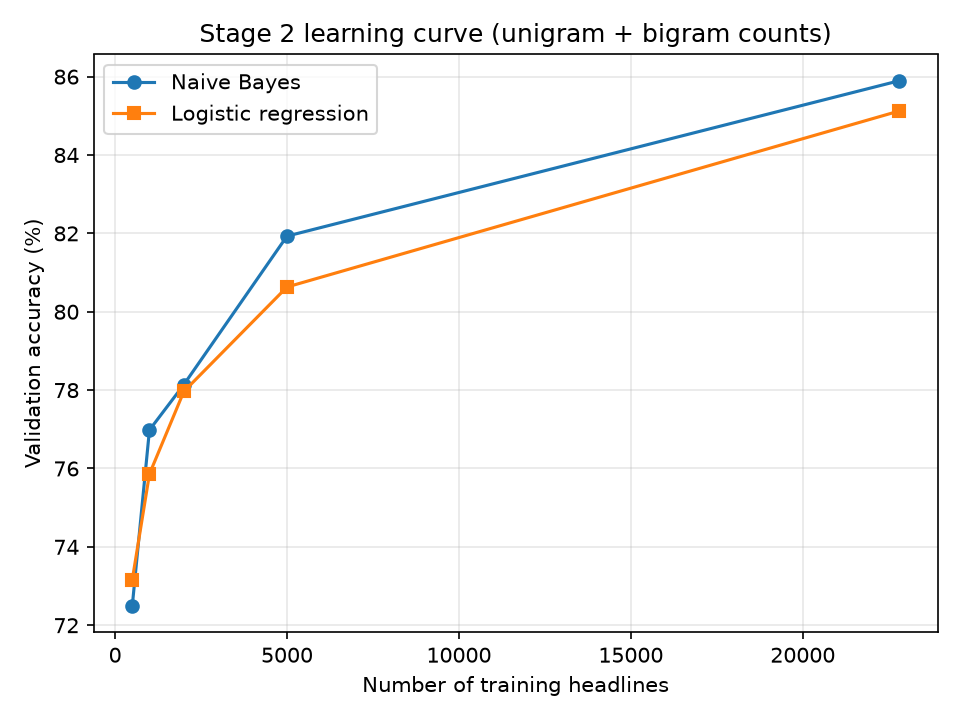 Stage 2 learning curve (unigram + bigram counts)
Naive Bayes
Logistic regression
Validation accuracy (%)
86
84
82
80
78
76
74
72
0 5000 10000 15000 20000
Number of training headlines